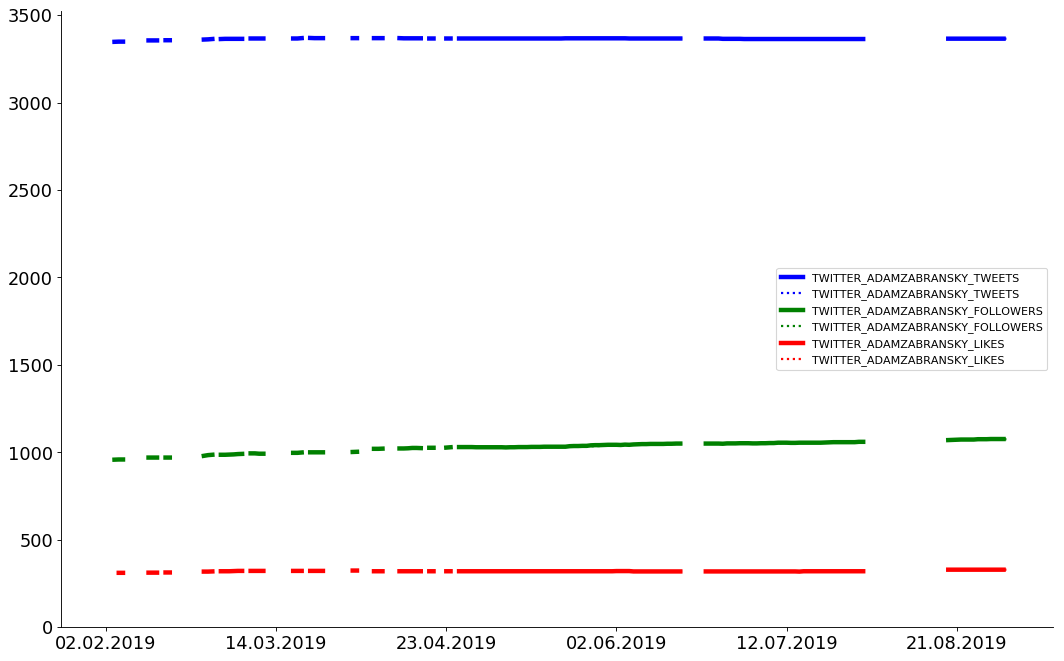 3500
3000
2500
2000
1500
1000
500
0
TWITTER_ADAMZABRANSKY_TWEETS
TWITTER_ADAMZABRANSKY_TWEETS
TWITTER_ADAMZABRANSKY_FOLLOWERS
TWITTER_ADAMZABRANSKY_FOLLOWERS
TWITTER_ADAMZABRANSKY_LIKES
TWITTER_ADAMZABRANSKY_LIKES
02.02.2019 14.03.2019 23.04.2019 02.06.2019 12.07.2019 21.08.2019